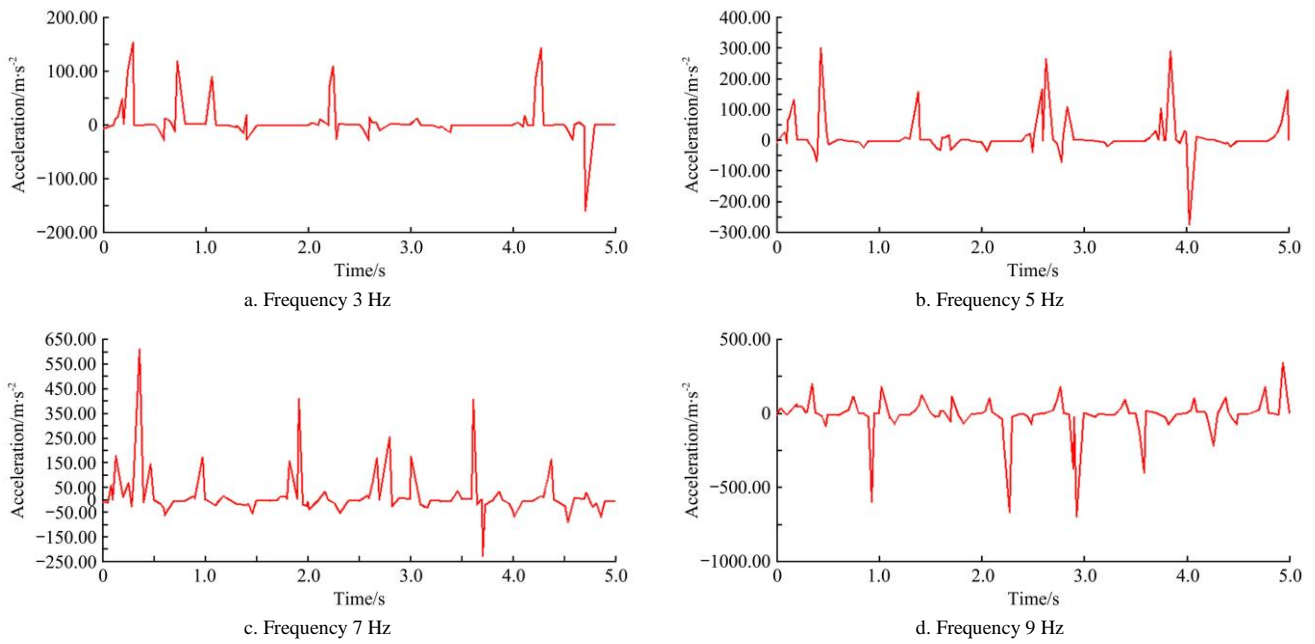 200.00
100.00
0
−100.00
−200.00
Acceleration/m·s⁻²
0 1.0 2.0 3.0 4.0 5.0
Time/s
a. Frequency 3 Hz
400.00
300.00
200.00
100.00
0
−100.00
−200.00
−300.00
Acceleration/m·s⁻²
0 1.0 2.0 3.0 4.0 5.0
Time/s
b. Frequency 5 Hz
650.00
550.00
450.00
350.00
250.00
150.00
50.00
−50.00
−150.00
−250.00
Acceleration/m·s⁻²
0 1.0 2.0 3.0 4.0 5.0
Time/s
c. Frequency 7 Hz
500.00
0
−500.00
−1000.00
Acceleration/m·s⁻²
0 1.0 2.0 3.0 4.0 5.0
Time/s
d. Frequency 9 Hz